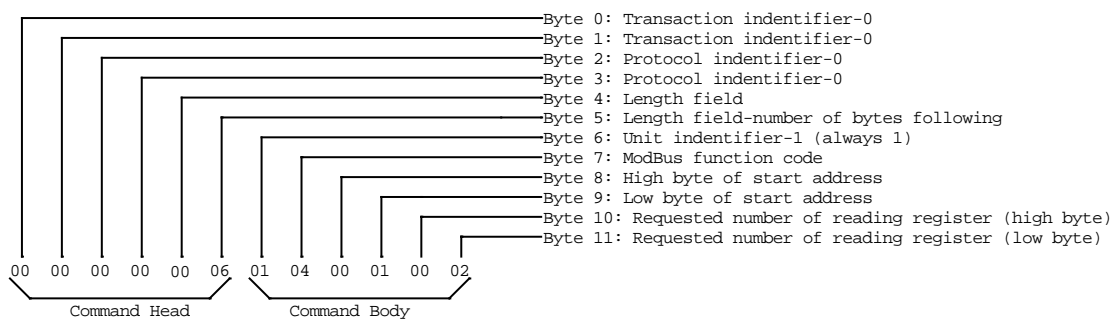 Byte 0: Transaction indentifier-0
Byte 1: Transaction indentifier-0
Byte 2: Protocol indentifier-0
Byte 3: Protocol indentifier-0
Byte 4: Length field
Byte 5: Length field-number of bytes following
Byte 6: Unit indentifier-1 (always 1)
Byte 7: ModBus function code
Byte 8: High byte of start address
Byte 9: Low byte of start address
Byte 10: Requested number of reading register (high byte)
Byte 11: Requested number of reading register (low byte)
00 00 00 00 00 06 01 04 00 01 00 02
Command Head Command Body